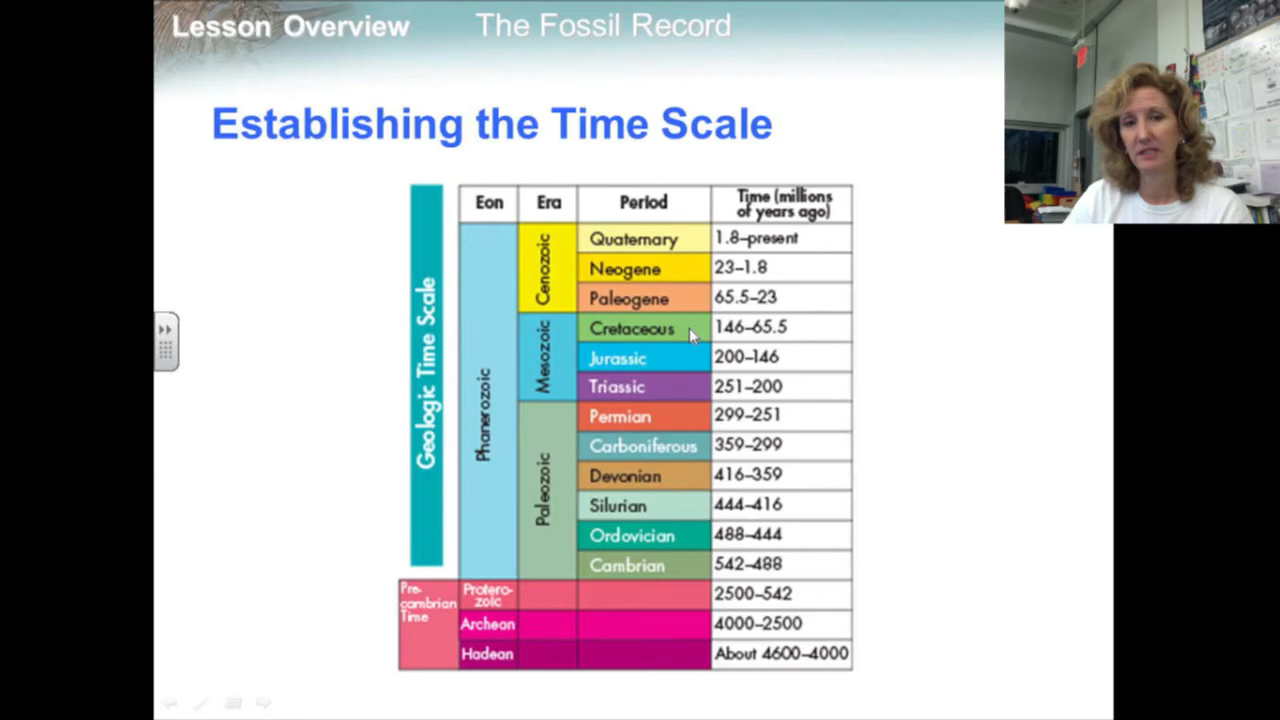 Lesson Overview The Fossil Record
Establishing the Time Scale
Geologic Time Scale
Eon Era Period Time (millions
of years ago)
Phanerozoic
Cenozoic
Quaternary 1.8–present
Neogene 23–1.8
Paleogene 65.5–23
Mesozoic
Cretaceous 146–65.5
Jurassic 200–146
Triassic 251–200
Paleozoic
Permian 299–251
Carboniferous 359–299
Devonian 416–359
Silurian 444–416
Ordovician 488–444
Cambrian 542–488
Pre-
cambrian
Time
Protero-
zoic
2500–542
Archean 4000–2500
Hadean About 4600–4000